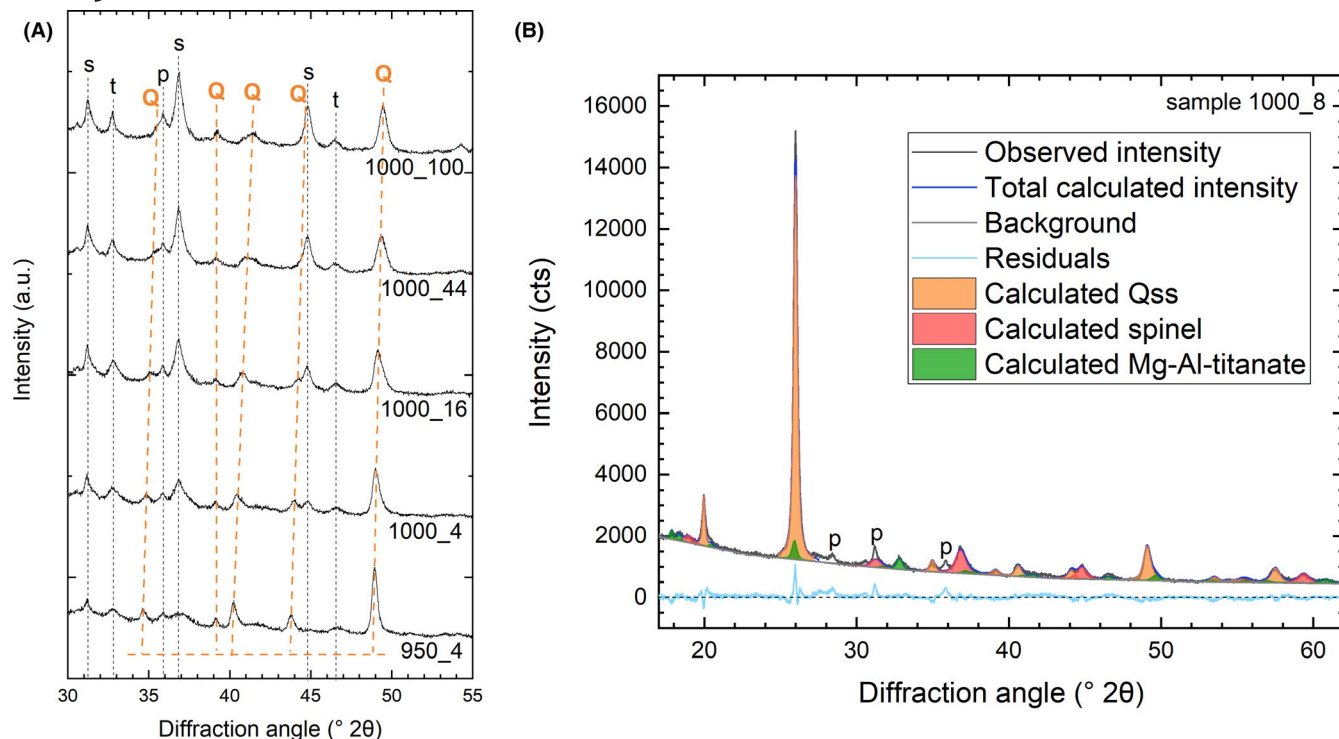 (A)
s
t
Q
p
s
Q
Q
Q
s
t
Q
1000_100
1000_44
1000_16
1000_4
950_4
30
35
40
45
50
55
Diffraction angle (° 2θ)
Intensity (a.u.)
(B)
sample 1000_8
Observed intensity
Total calculated intensity
Background
Residuals
Calculated Qss
Calculated spinel
Calculated Mg-Al-titanate
16000
14000
12000
10000
8000
6000
4000
2000
0
p
p
p
20
30
40
50
60
Intensity (cts)
Diffraction angle (° 2θ)